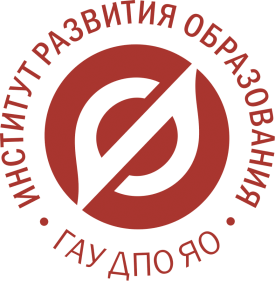 ИНСТИТУТ РАЗВИТИЯ ОБРАЗОВАНИЯ
• ГАУ ДПО ЯО •